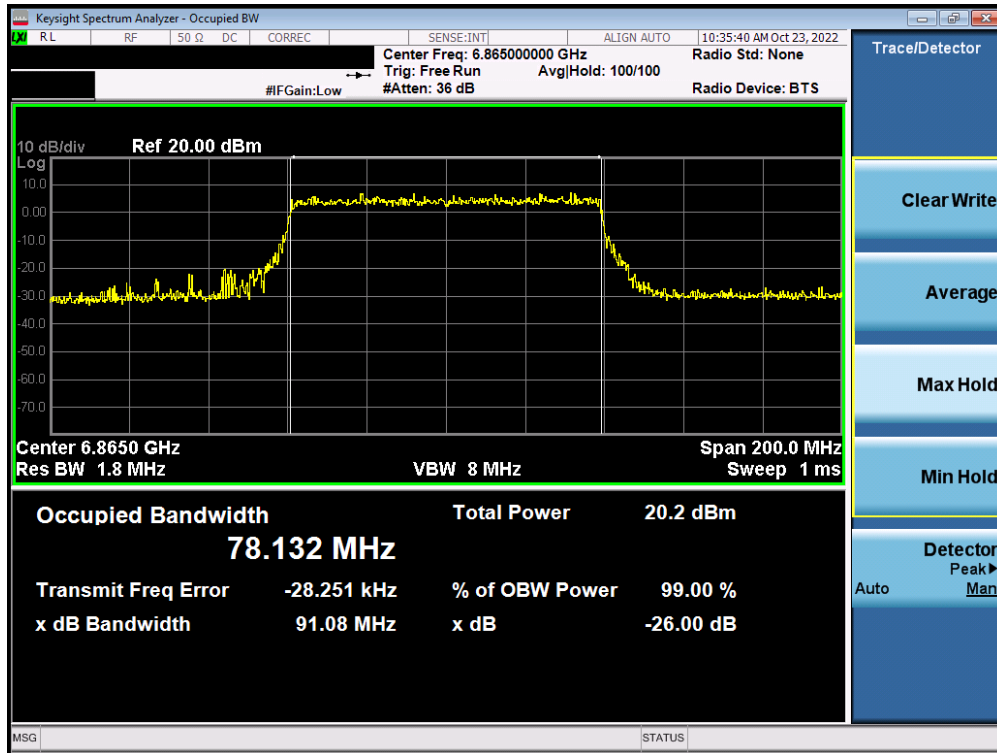 Keysight Spectrum Analyzer - Occupied BW
LXI RL RF 50 Ω DC CORREC SENSE:INT ALIGN AUTO 10:35:40 AM Oct 23, 2022
Center Freq: 6.865000000 GHz Radio Std: None
Trig: Free Run Avg|Hold: 100/100
#IFGain:Low #Atten: 36 dB Radio Device: BTS
10 dB/div Ref 20.00 dBm
Log
10.0
0.00
-10.0
-20.0
-30.0
-40.0
-50.0
-60.0
-70.0
Center 6.8650 GHz Span 200.0 MHz
Res BW 1.8 MHz VBW 8 MHz Sweep 1 ms
Occupied Bandwidth Total Power 20.2 dBm
78.132 MHz
Transmit Freq Error -28.251 kHz % of OBW Power 99.00 %
x dB Bandwidth 91.08 MHz x dB -26.00 dB
MSG STATUS
Trace/Detector
Clear Write
Average
Max Hold
Min Hold
Detector
Peak▶
Auto Man